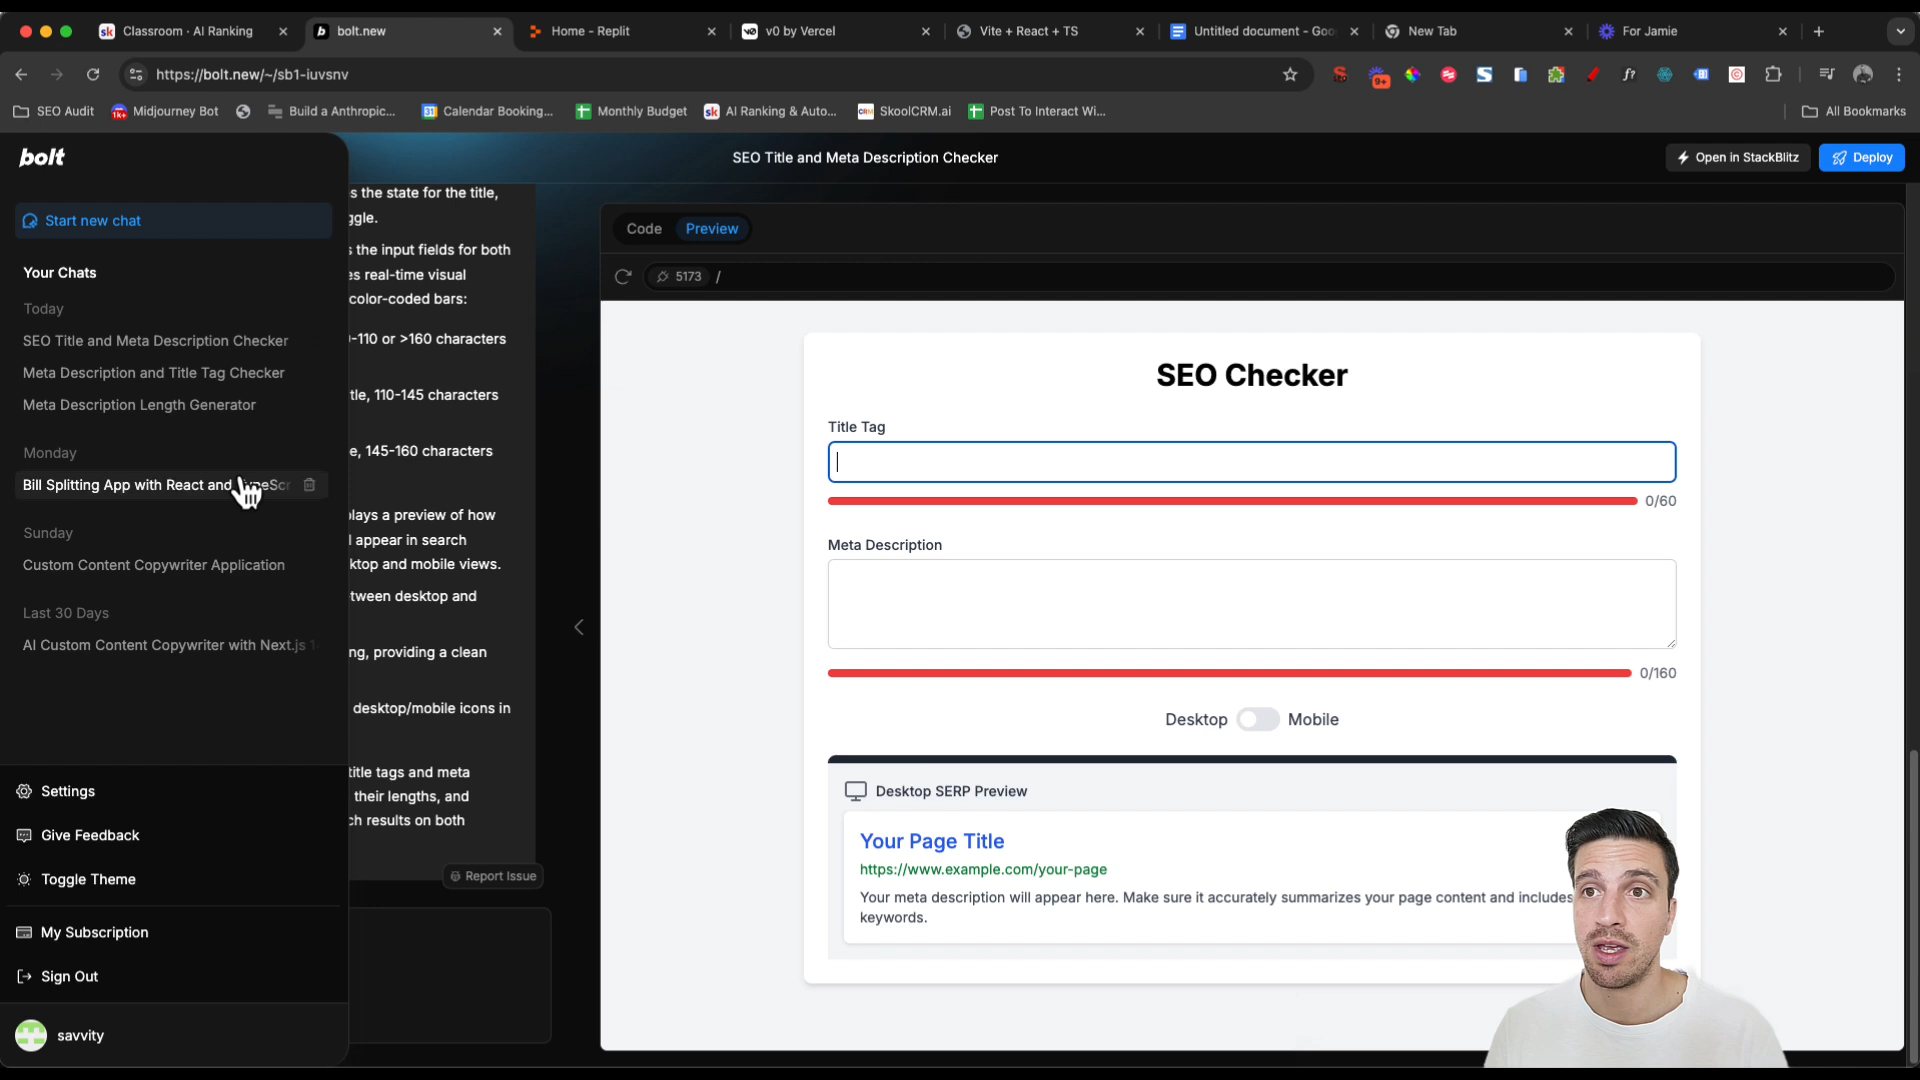 Classroom · AI Ranking
bolt.new
Home - Replit
v0 by Vercel
Vite + React + TS
Untitled document - Goo
New Tab
For Jamie
https://bolt.new/~/sb1-iuvsnv
9+
f?
SEO Audit
1K+
Midjourney Bot
Build a Anthropic...
Calendar Booking...
Monthly Budget
sk
AI Ranking & Auto...
CRM
SkoolCRM.ai
Post To Interact Wi...
All Bookmarks
bolt
SEO Title and Meta Description Checker
Open in StackBlitz
Deploy
Start new chat
Your Chats
Today
SEO Title and Meta Description Checker
Meta Description and Title Tag Checker
Meta Description Length Generator
Monday
Bill Splitting App with React and
Sunday
Custom Content Copywriter Application
Last 30 Days
AI Custom Content Copywriter with Next.js 1
Settings
Give Feedback
Toggle Theme
My Subscription
Sign Out
savvity
s the state for the title,
ggle.
s the input fields for both
es real-time visual
color-coded bars:
-110 or >160 characters
tle, 110-145 characters
e, 145-160 characters
plays a preview of how
l appear in search
ktop and mobile views.
tween desktop and
ng, providing a clean
desktop/mobile icons in
title tags and meta
their lengths, and
ch results on both
Report Issue
Code
Preview
5173
/
SEO Checker
Title Tag
0/60
Meta Description
0/160
Desktop
Mobile
Desktop SERP Preview
Your Page Title
https://www.example.com/your-page
Your meta description will appear here. Make sure it accurately summarizes your page content and includes
keywords.